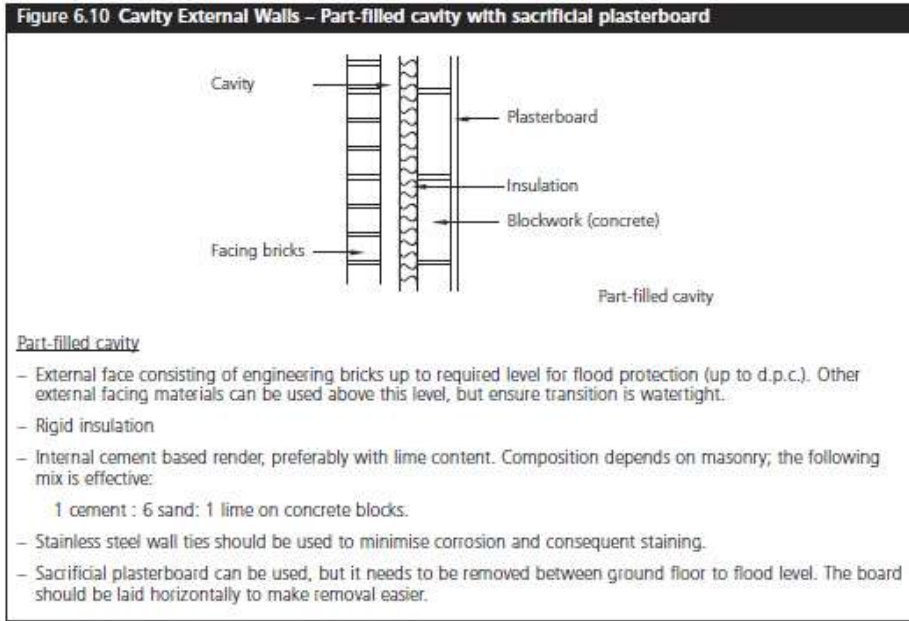 Figure 6.10 Cavity External Walls – Part-filled cavity with sacrificial plasterboard
Cavity
Plasterboard
Insulation
Blockwork (concrete)
Facing bricks
Part-filled cavity
Part-filled cavity
– External face consisting of engineering bricks up to required level for flood protection (up to d.p.c.). Other
external facing materials can be used above this level, but ensure transition is watertight.
– Rigid insulation
– Internal cement based render, preferably with lime content. Composition depends on masonry; the following
mix is effective:
1 cement : 6 sand: 1 lime on concrete blocks.
– Stainless steel wall ties should be used to minimise corrosion and consequent staining.
– Sacrificial plasterboard can be used, but it needs to be removed between ground floor to flood level. The board
should be laid horizontally to make removal easier.